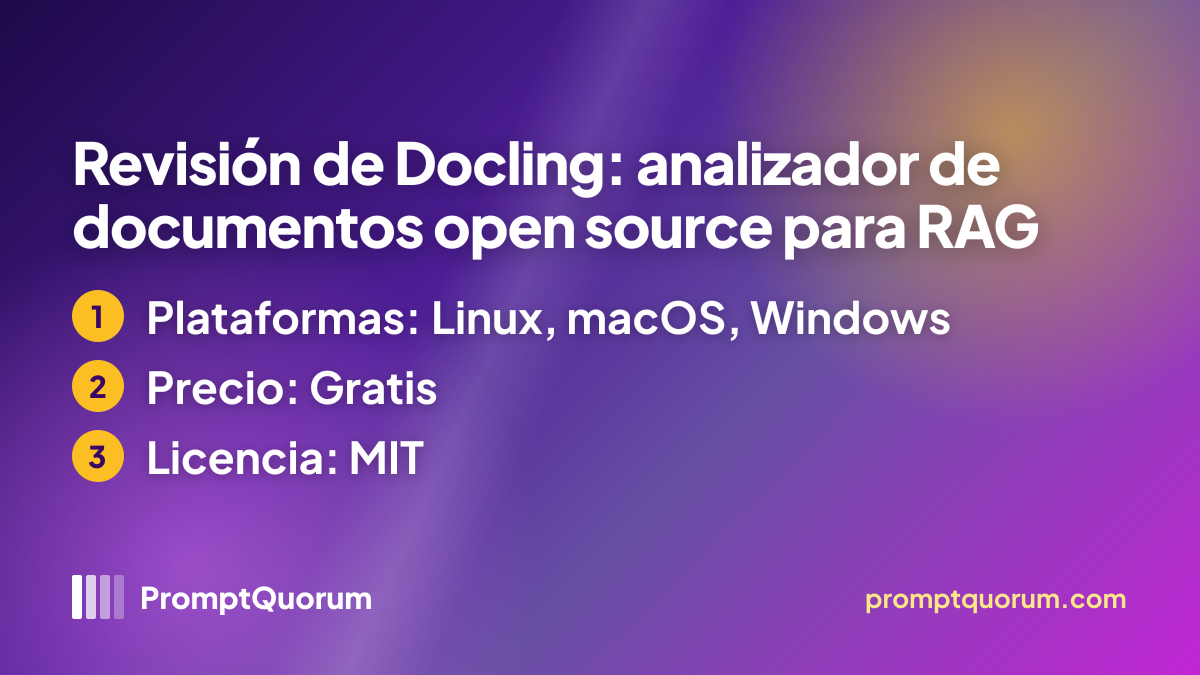 Revisión de Docling: analizador de
documentos open source para RAG
1 Plataformas: Linux, macOS, Windows
2 Precio: Gratis
3 Licencia: MIT
PromptQuorum
promptquorum.com